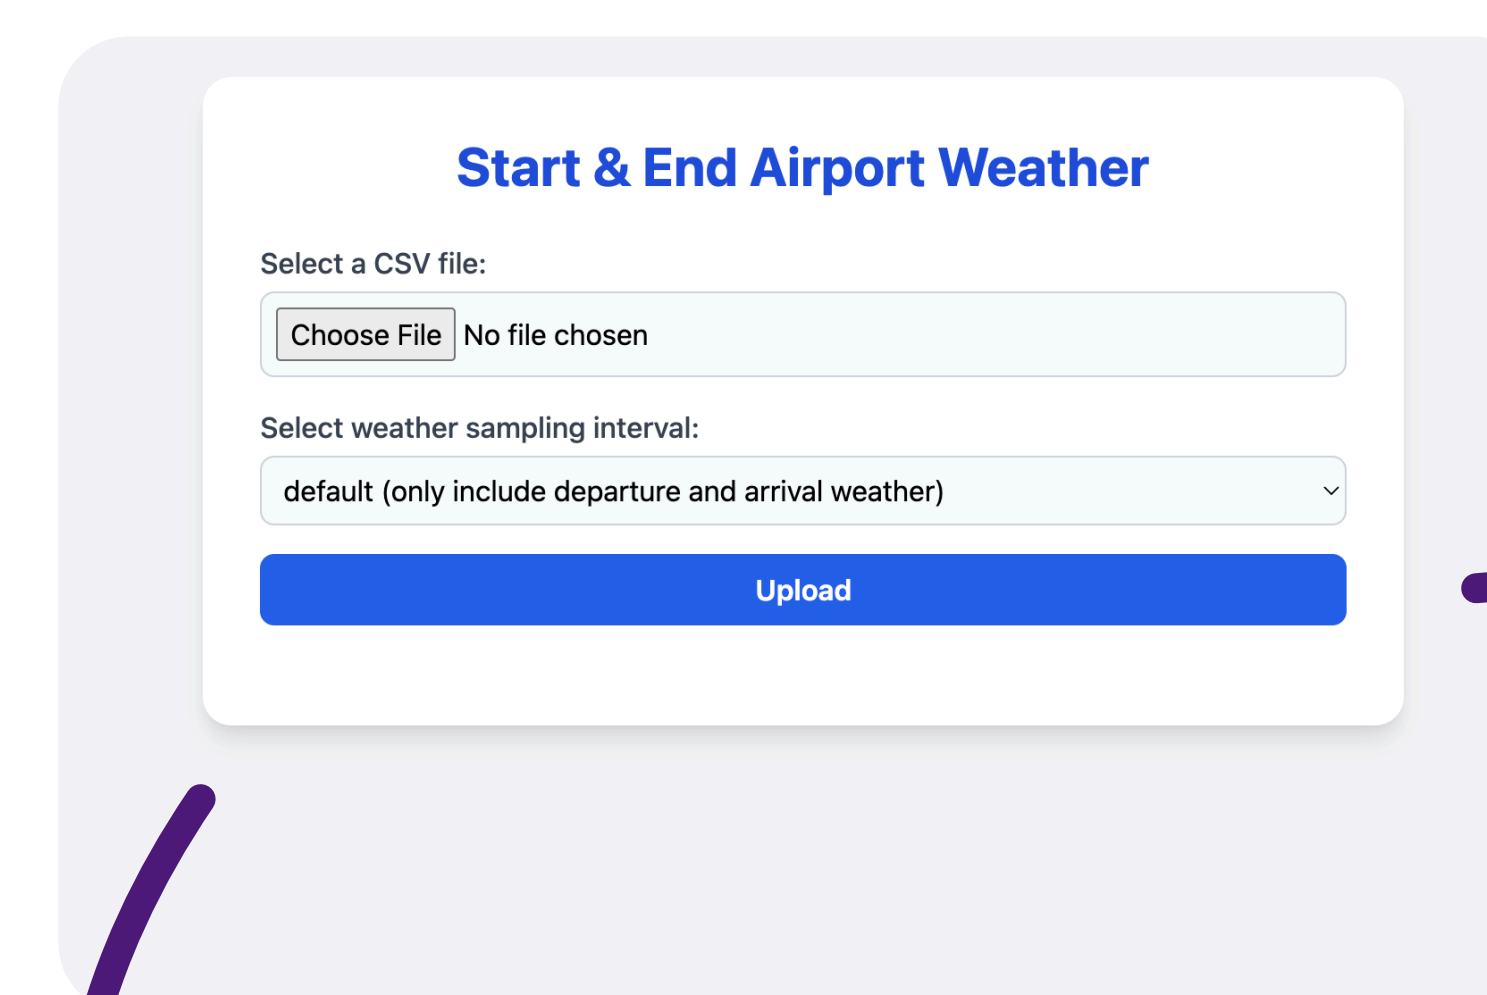 Start & End Airport Weather
Select a CSV file:
Choose File No file chosen
Select weather sampling interval:
default (only include departure and arrival weather)
Upload